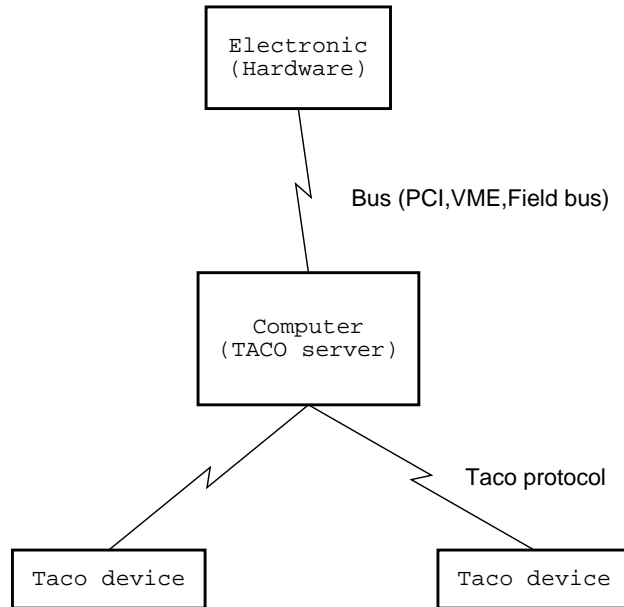 Electronic
(Hardware)
Bus (PCI,VME,Field bus)
Computer
(TACO server)
Taco protocol
Taco device
Taco device